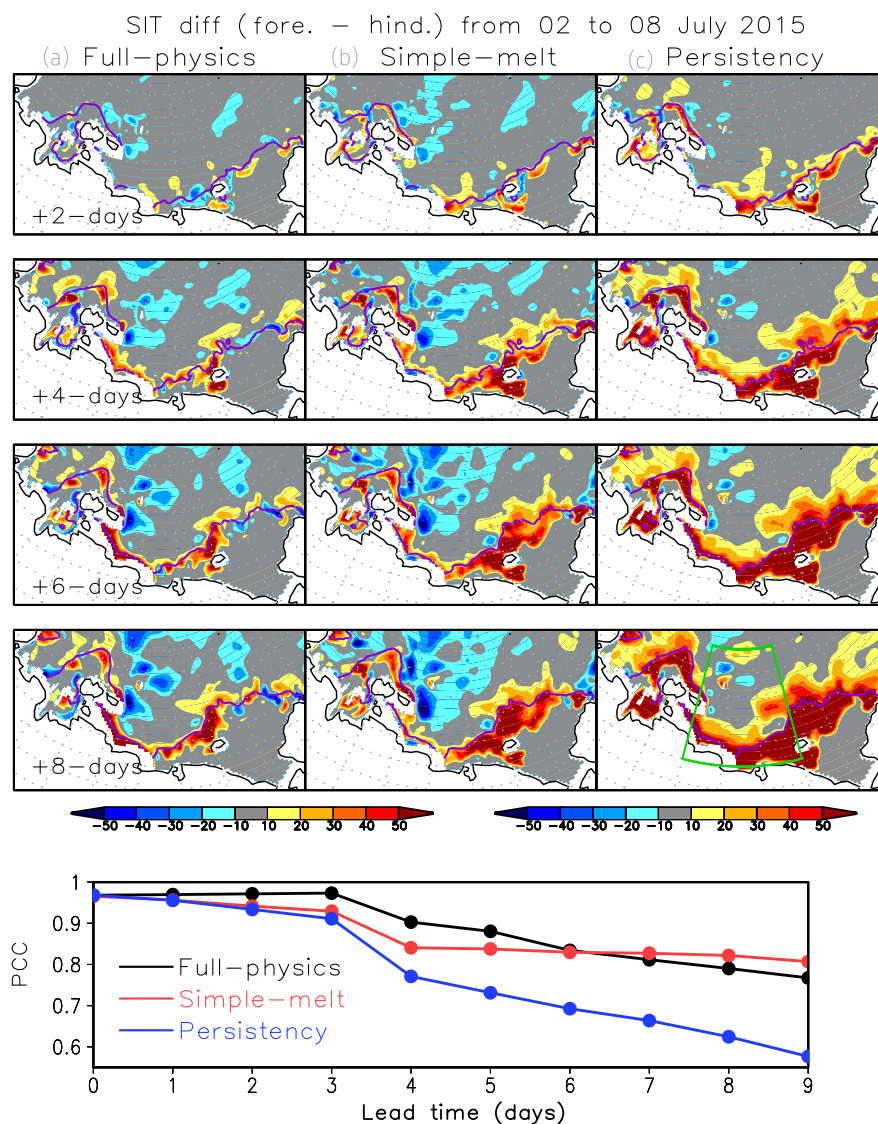 SIT diff (fore. − hind.) from 02 to 08 July 2015
(a) Full−physics (b) Simple−melt (c) Persistency
+2−days
+4−days
+6−days
+8−days
−50 −40 −30 −20 −10 10 20 30 40 50 −50 −40 −30 −20 −10 10 20 30 40 50
1
0.9
0.8
0.7
0.6
PCC
Full−physics
Simple−melt
Persistency
0 1 2 3 4 5 6 7 8 9
Lead time (days)